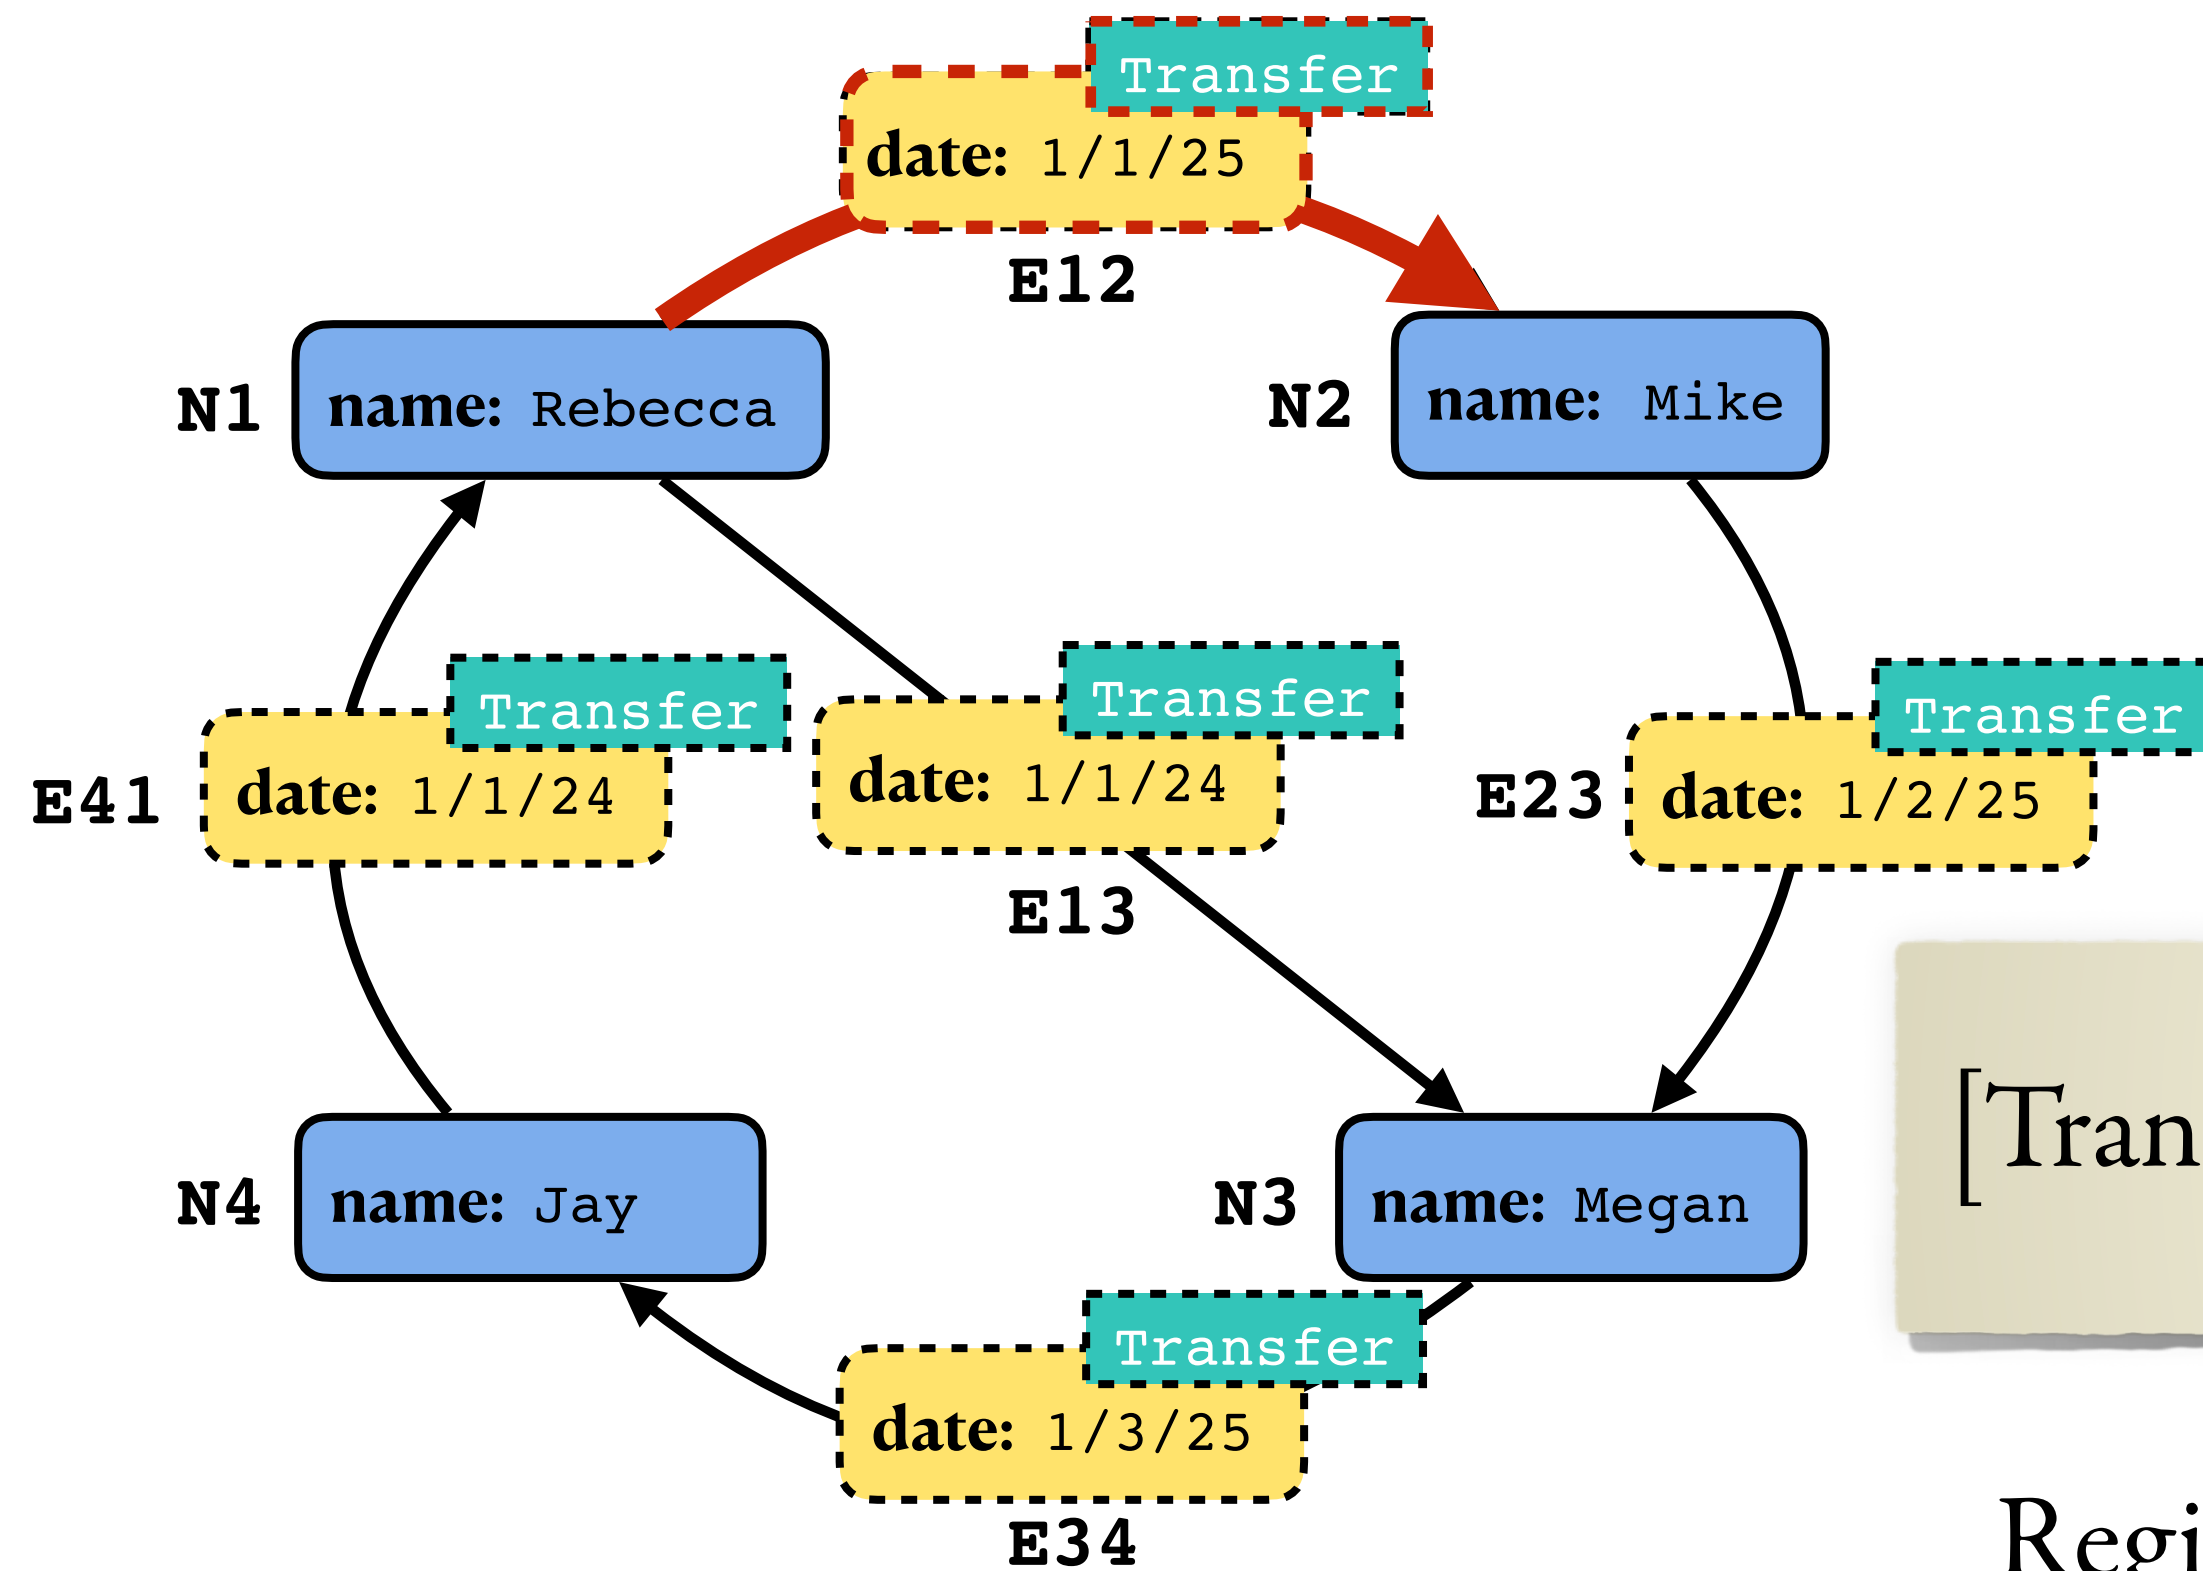 Transfer
date: 1/1/25
E12
N1
name: Rebecca
N2
name: Mike
Transfer
date: 1/1/24
E41
Transfer
date: 1/1/24
E13
Transfer
E23
date: 1/2/25
[Tran
N4
name: Jay
N3
name: Megan
Transfer
date: 1/3/25
E34
Regi